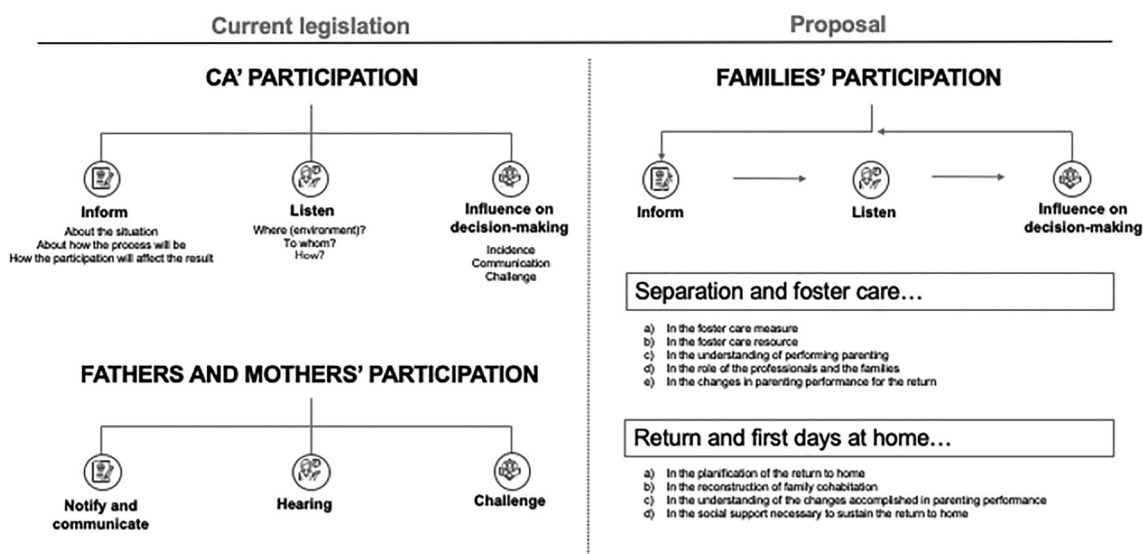 Current legislation
CA' PARTICIPATION
Inform
About the situation
About how the process will be
How the participation will affect the result
Listen
Where (environment)?
To whom?
How?
Influence on
decision-making
Incidence
Communication
Challenge
FATHERS AND MOTHERS' PARTICIPATION
Notify and
communicate
Hearing
Challenge
Proposal
FAMILIES' PARTICIPATION
Inform
Listen
Influence on
decision-making
Separation and foster care…
a) In the foster care measure
b) In the foster care resource
c) In the understanding of performing parenting
d) In the role of the professionals and the families
e) In the changes in parenting performance for the return
Return and first days at home…
a) In the planification of the return to home
b) In the reconstruction of family cohabitation
c) In the understanding of the changes accomplished in parenting performance
d) In the social support necessary to sustain the return to home